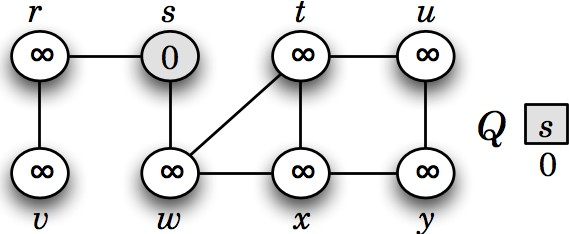 r s t u
∞ 0 ∞ ∞
Q s
∞ ∞ ∞ ∞
0
v w x y